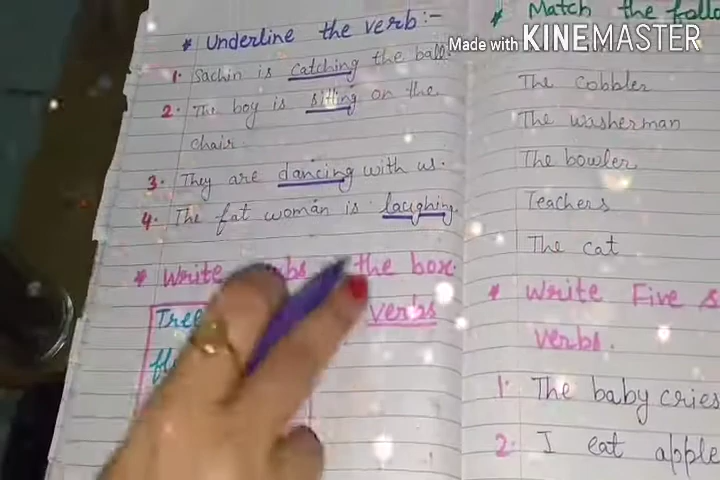 * Underline the verb:-
1. Sachin is catching the ball.
2. The boy is sitting on the
chair.
3. They are dancing with us.
4. The fat woman is laughing.
* Write the box.
Tree verbs
* Match the
Made with KINEMASTER
The cobbler
The washerman
The bowler
Teachers
The cat
* Write Five
verbs.
1. The baby cries
2. I eat apple